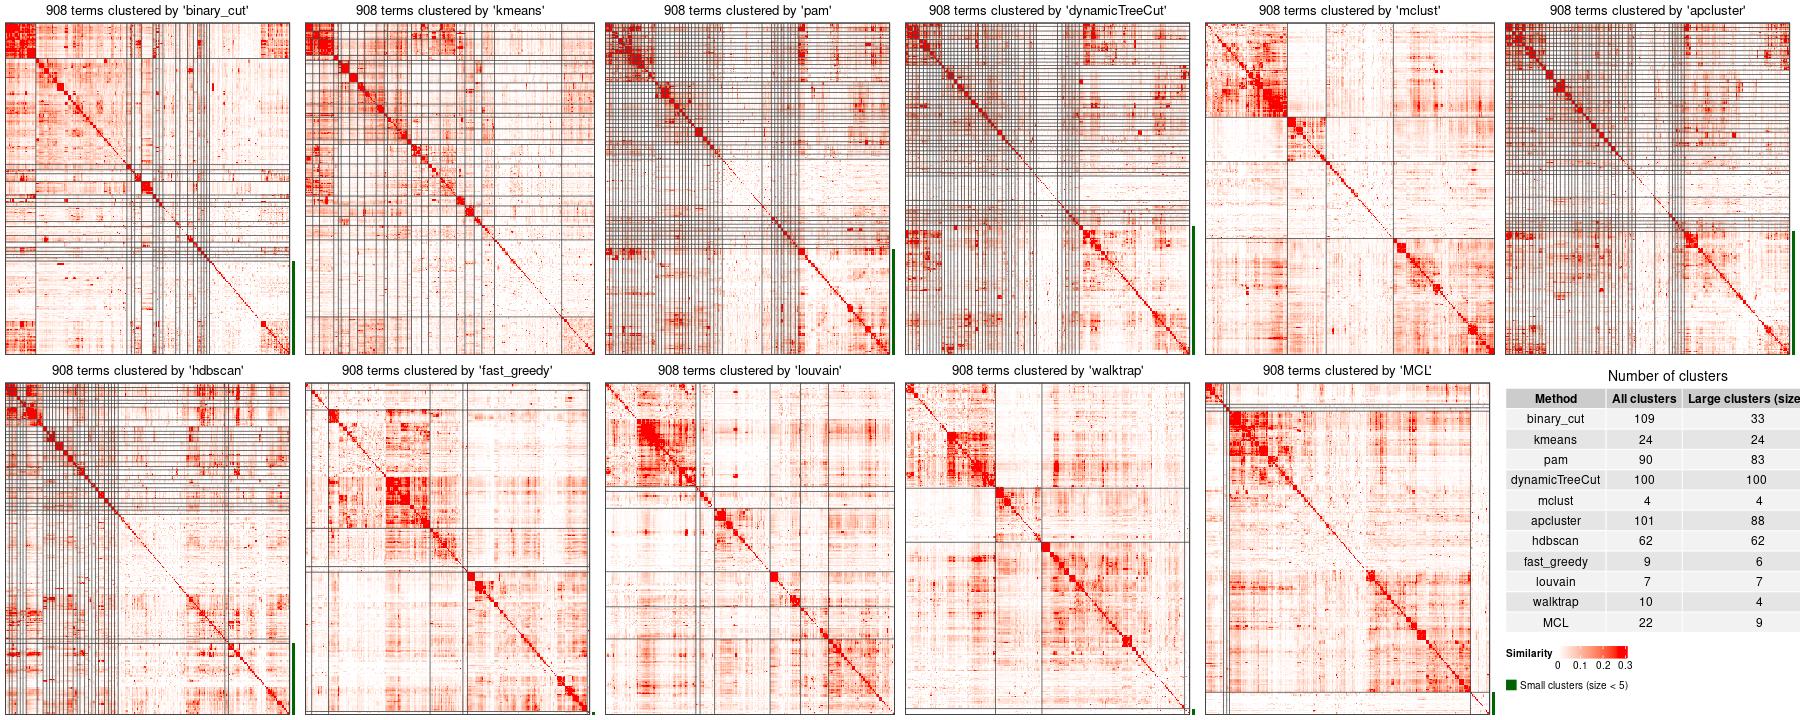 908 terms clustered by 'binary_cut'
908 terms clustered by 'kmeans'
908 terms clustered by 'pam'
908 terms clustered by 'dynamicTreeCut'
908 terms clustered by 'mclust'
908 terms clustered by 'apcluster'
908 terms clustered by 'hdbscan'
908 terms clustered by 'fast_greedy'
908 terms clustered by 'louvain'
908 terms clustered by 'walktrap'
908 terms clustered by 'MCL'
Number of clusters
Method All clusters Large clusters (size
binary_cut 109 33
kmeans 24 24
pam 90 83
dynamicTreeCut 100 100
mclust 4 4
apcluster 101 88
hdbscan 62 62
fast_greedy 9 6
louvain 7 7
walktrap 10 4
MCL 22 9
Similarity
0 0.1 0.2 0.3
Small clusters (size < 5)